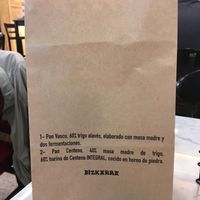 1- Pan Vasco, 60% trigo alavés, elaborado con masa madre y
dos fermentaciones.
2- Pan Centeno, 40% masa madre de trigo,
60% harina de Centeno INTEGRAL, cocido en horno de piedra.
BIZKARRA